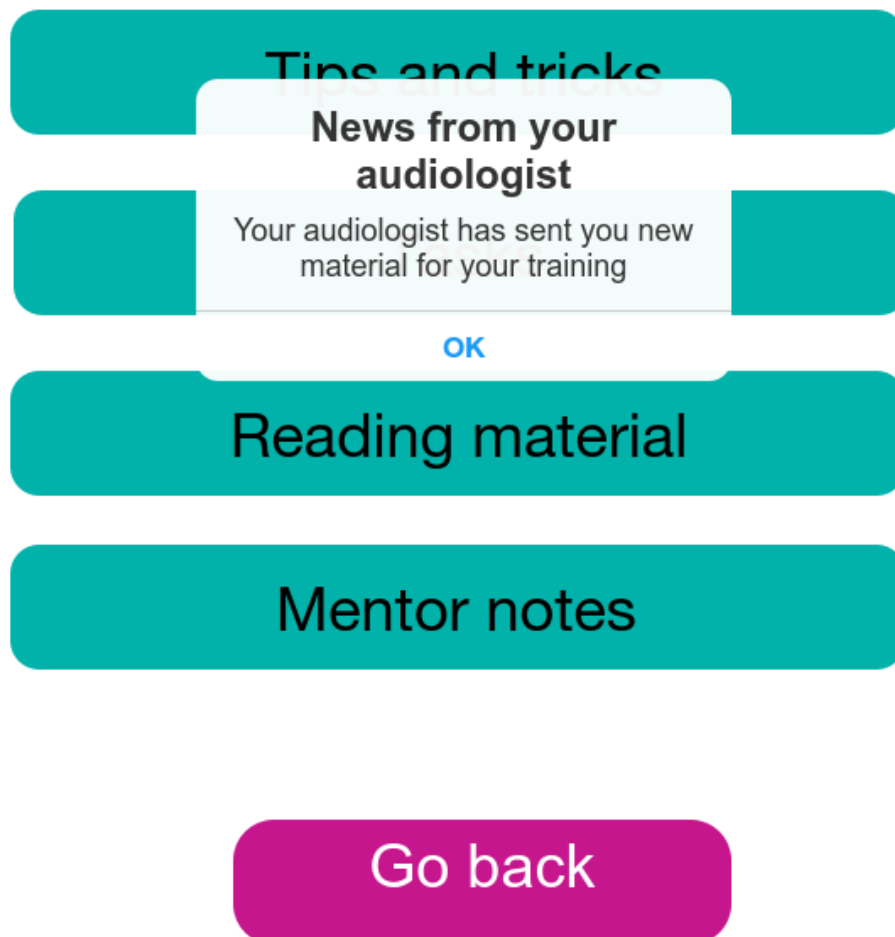 Tips and tricks
News from your
audiologist
Your audiologist has sent you new
material for your training
OK
Reading material
Mentor notes
Go back